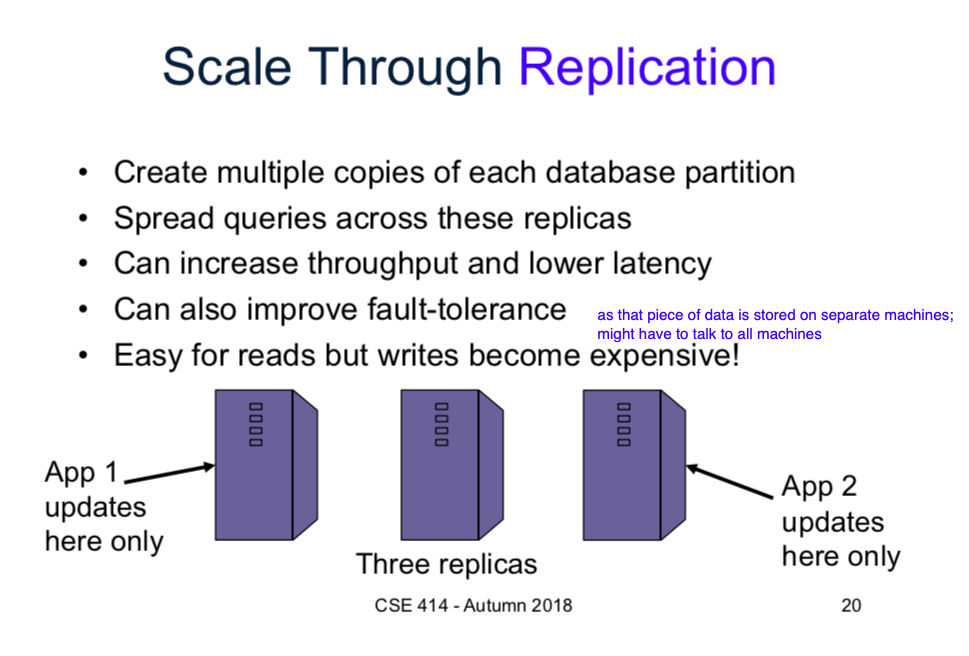 Scale Through Replication
• Create multiple copies of each database partition
• Spread queries across these replicas
• Can increase throughput and lower latency
• Can also improve fault-tolerance
as that piece of data is stored on separate machines;
might have to talk to all machines
• Easy for reads but writes become expensive!
App 1
updates
here only
App 2
updates
here only
Three replicas
CSE 414 - Autumn 2018
20